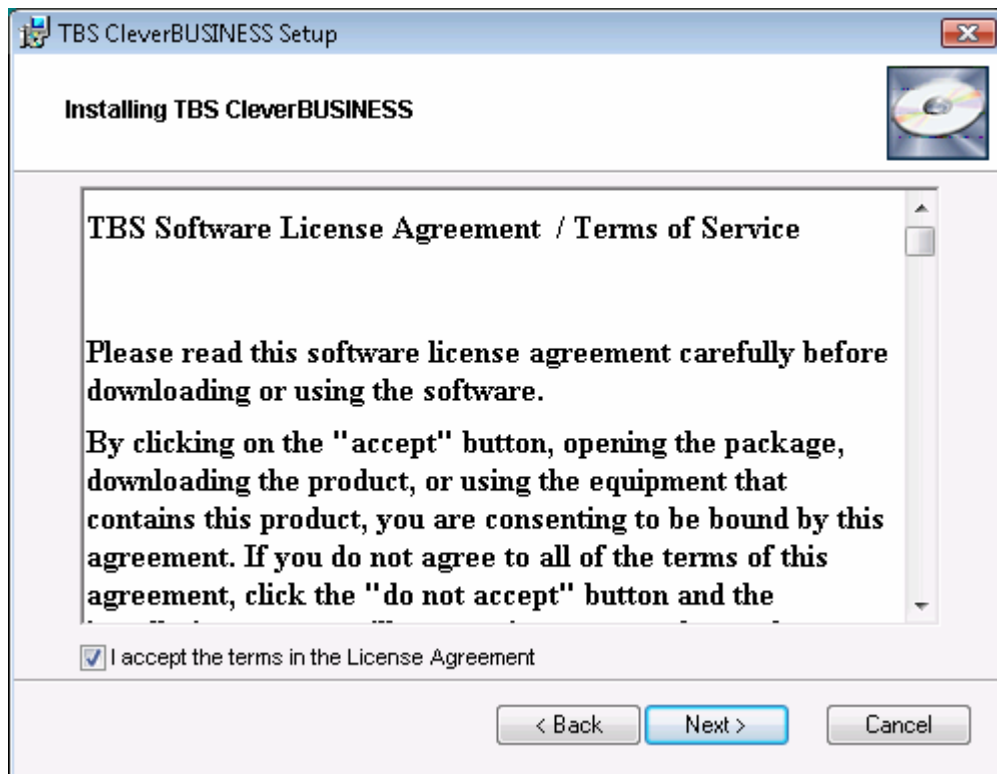 TBS CleverBUSINESS Setup
Installing TBS CleverBUSINESS
TBS Software License Agreement / Terms of Service
Please read this software license agreement carefully before
downloading or using the software.
By clicking on the "accept" button, opening the package,
downloading the product, or using the equipment that
contains this product, you are consenting to be bound by this
agreement. If you do not agree to all of the terms of this
agreement, click the "do not accept" button and the
I accept the terms in the License Agreement
< Back
Next >
Cancel